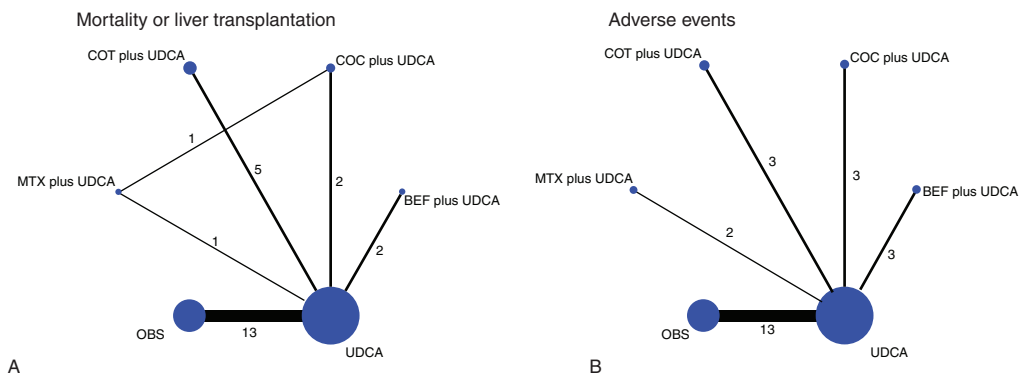 Mortality or liver transplantation
COT plus UDCA
COC plus UDCA
1
5
2
MTX plus UDCA
BEF plus UDCA
1
2
13
OBS
UDCA
A
Adverse events
COT plus UDCA
COC plus UDCA
3
3
MTX plus UDCA
BEF plus UDCA
2
3
13
OBS
UDCA
B